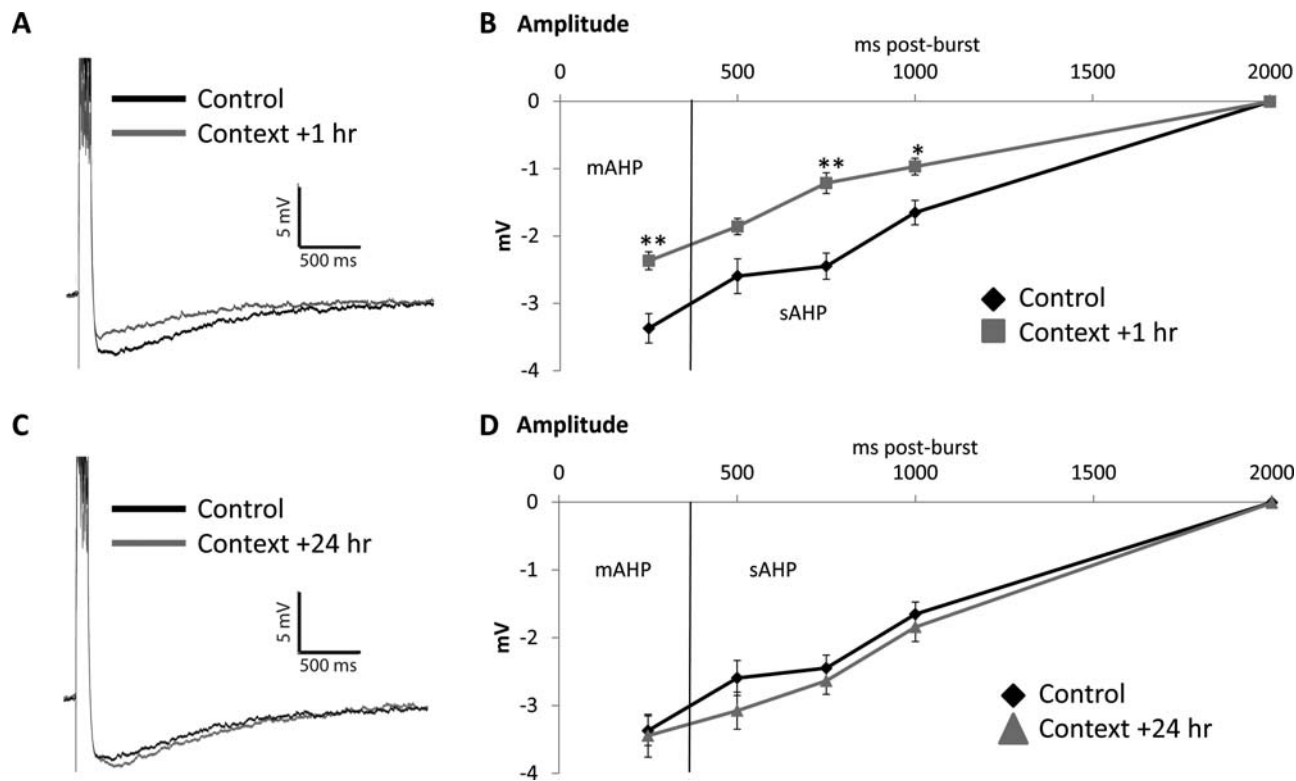 A
Control
Context +1 hr
5 mV
500 ms
B Amplitude
ms post-burst
0 500 1000 1500 2000
0
-1
-2
-3
-4
mV
mAHP
sAHP
**
**
*
Control
Context +1 hr
C
Control
Context +24 hr
5 mV
500 ms
D Amplitude
ms post-burst
0 500 1000 1500 2000
0
-1
-2
-3
-4
mV
mAHP
sAHP
Control
Context +24 hr